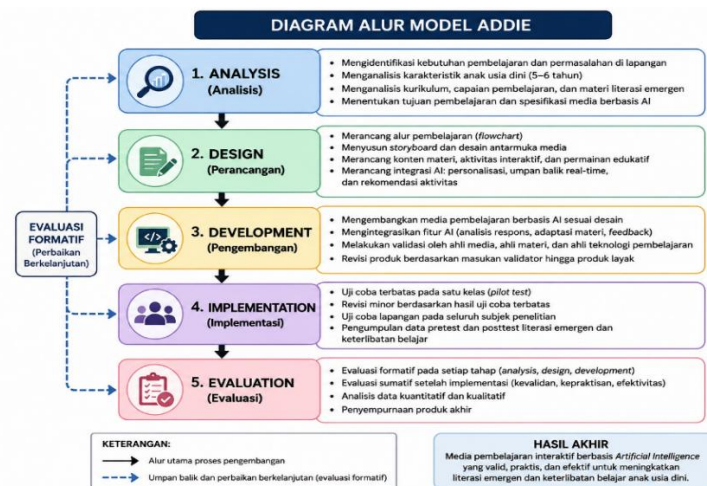 DIAGRAM ALUR MODEL ADDIE
1. ANALYSIS
(Analisis)
• Mengidentifikasi kebutuhan pembelajaran dan permasalahan di lapangan
• Menganalisis karakteristik anak usia dini (5–6 tahun)
• Menganalisis kurikulum, capaian pembelajaran, dan materi literasi emergen
• Menentukan tujuan pembelajaran dan spesifikasi media berbasis AI
2. DESIGN
(Perancangan)
• Merancang alur pembelajaran (flowchart)
• Menyusun storyboard dan desain antarmuka media
• Merancang konten materi, aktivitas interaktif, dan permainan edukatif
• Merancang integrasi AI: personalisasi, umpan balik real-time,
dan rekomendasi aktivitas
EVALUASI
FORMATIF
(Perbaikan
Berkelanjutan)
</>
3. DEVELOPMENT
(Pengembangan)
• Mengembangkan media pembelajaran berbasis AI sesuai desain
• Mengintegrasikan fitur AI (analisis respons, adaptasi materi, feedback)
• Melakukan validasi oleh ahli media, ahli materi, dan ahli teknologi pembelajaran
• Revisi produk berdasarkan masukan validator hingga produk layak
4. IMPLEMENTATION
(Implementasi)
• Uji coba terbatas pada satu kelas (pilot test)
• Revisi minor berdasarkan hasil uji coba terbatas
• Uji coba lapangan pada seluruh subjek penelitian
• Pengumpulan data pretest dan posttest literasi emergen dan
keterlibatan belajar
5. EVALUATION
(Evaluasi)
• Evaluasi formatif pada setiap tahap (analysis, design, development)
• Evaluasi sumatif setelah implementasi (kevalidan, kepraktisan, efektivitas)
• Analisis data kuantitatif dan kualitatif
• Penyempurnaan produk akhir
KETERANGAN:
Alur utama proses pengembangan
Umpan balik dan perbaikan berkelanjutan (evaluasi formatif)
HASIL AKHIR
Media pembelajaran interaktif berbasis Artificial Intelligence
yang valid, praktis, dan efektif untuk meningkatkan
literasi emergen dan keterlibatan belajar anak usia dini.